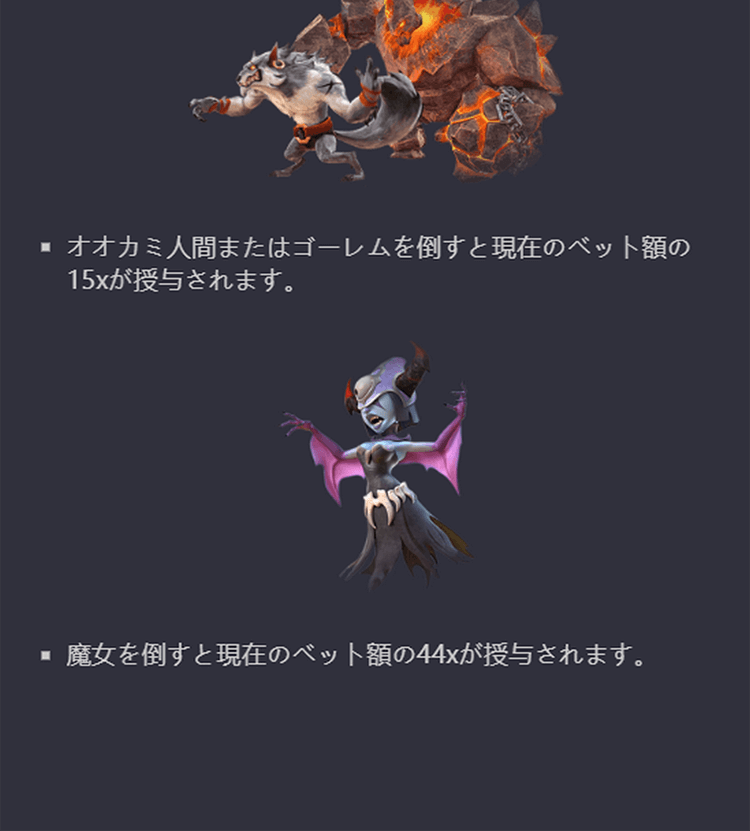 ▪ オオカミ人間またはゴーレムを倒すと現在のベット額の
15xが授与されます。
▪ 魔女を倒すと現在のベット額の44xが授与されます。